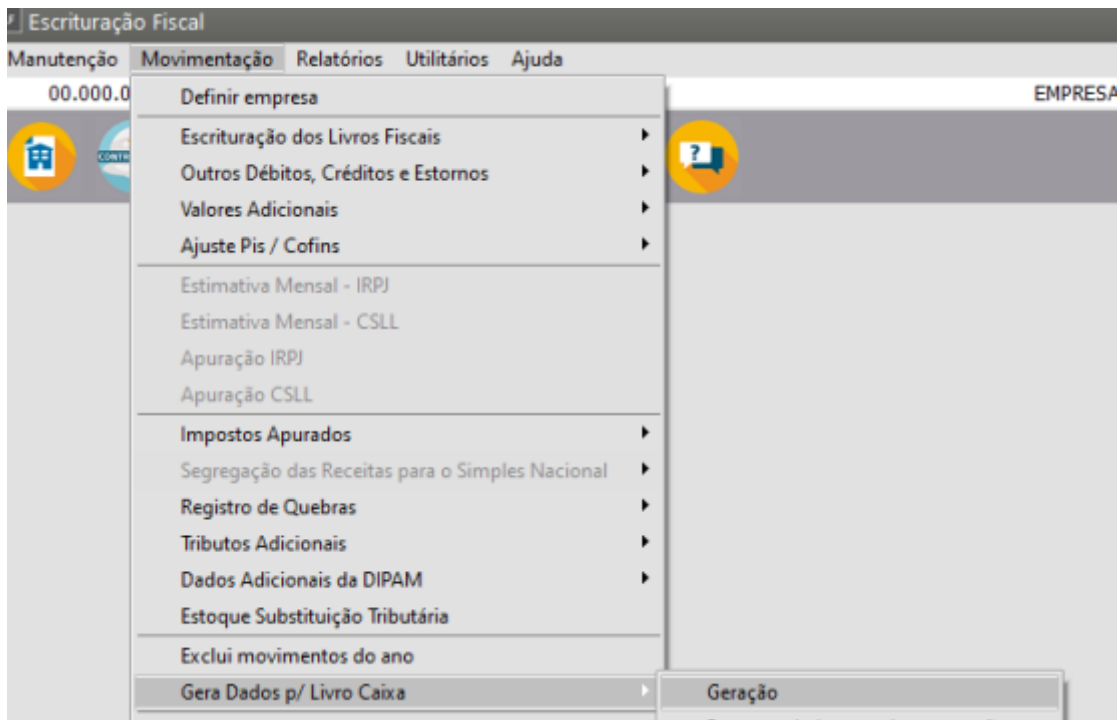 Escrituração Fiscal
Manutenção Movimentação Relatórios Utilitários Ajuda
00.000.0 EMPRESA
Definir empresa
Escrituração dos Livros Fiscais
Outros Débitos, Créditos e Estornos
Valores Adicionais
Ajuste Pis / Cofins
Estimativa Mensal - IRPJ
Estimativa Mensal - CSLL
Apuração IRPJ
Apuração CSLL
Impostos Apurados
Segregação das Receitas para o Simples Nacional
Registro de Quebras
Tributos Adicionais
Dados Adicionais da DIPAM
Estoque Substituição Tributária
Exclui movimentos do ano
Gera Dados p/ Livro Caixa Geração